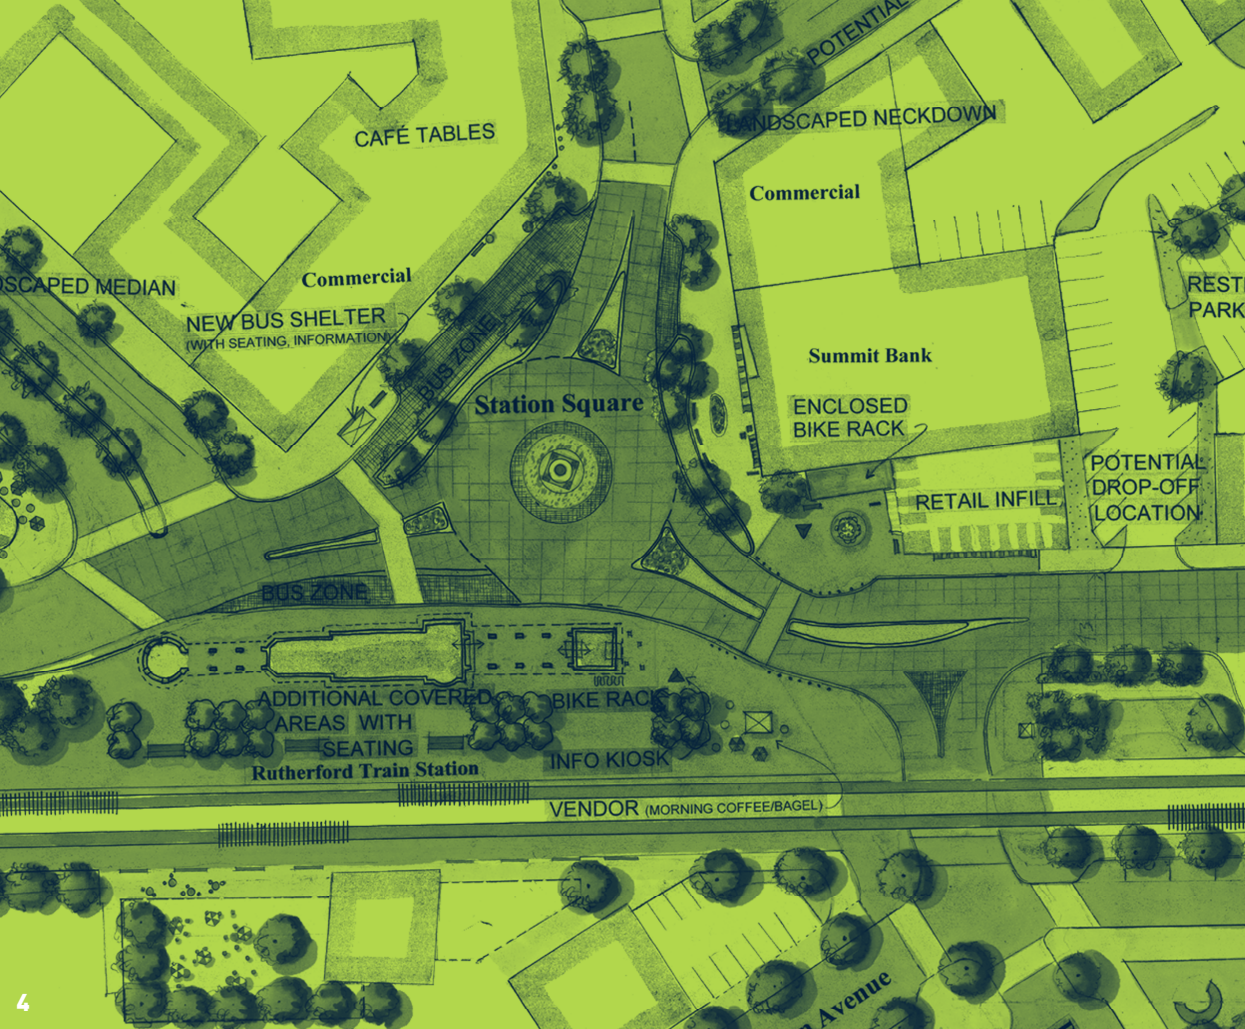 POTENTIAL
LANDSCAPED NECKDOWN
CAFÉ TABLES
Commercial
Commercial
MEDIAN
NEW BUS SHELTER
(WITH SEATING, INFORMATION)
BUS ZONE
Station Square
Summit Bank
ENCLOSED
BIKE RACK
RETAIL INFILL
POTENTIAL
DROP-OFF
LOCATION
PARK
BUS ZONE
ADDITIONAL COVERED
AREAS WITH
SEATING
BIKE RACK
INFO KIOSK
Rutherford Train Station
VENDOR (MORNING COFFEE/BAGEL)
Avenue
4